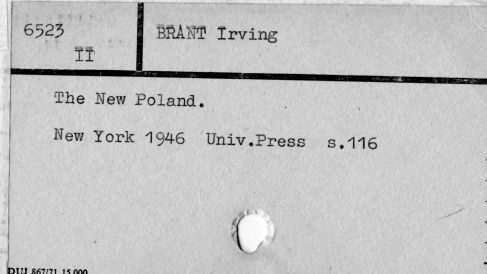 6523
II
BRANT Irving
The New Poland.
New York 1946 Univ.Press s.116
DUJ 867/71 15.000